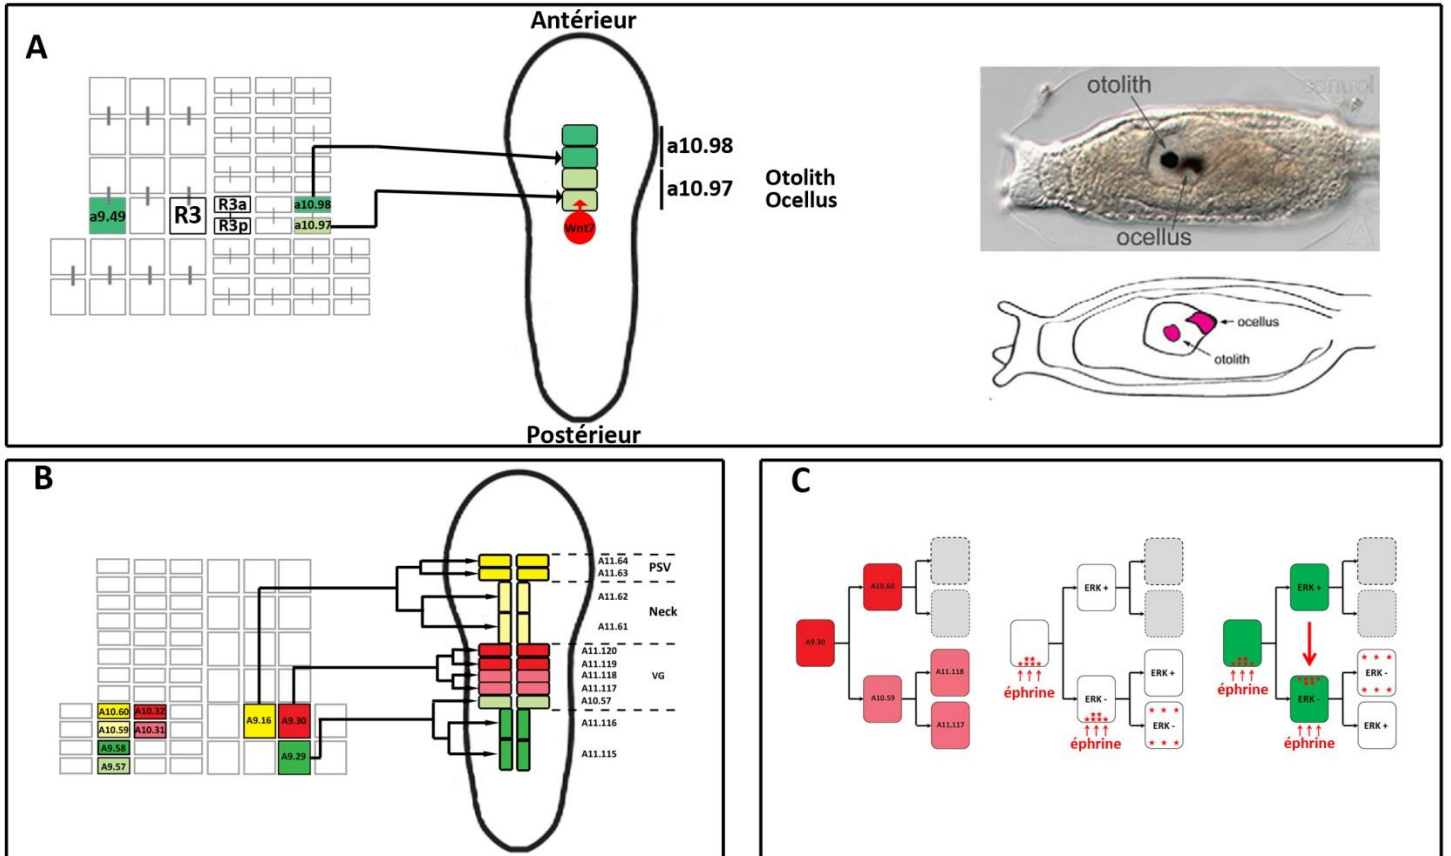 A
Antérieur
a9.49
R3
R3a
R3p
a10.98
a10.97
Wnt7
a10.98
a10.97
Otolith
Ocellus
Postérieur
otolith
control
ocellus
A
ocellus
otolith
B
A10.60
A10.32
A10.59
A10.31
A9.58
A9.57
A9.16
A9.30
A9.29
A11.64
A11.63
PSV
A11.62
Neck
A11.61
A11.120
A11.119
A11.118
VG
A11.117
A10.57
A11.116
A11.115
C
A9.30
A10.60
A10.59
A11.118
A11,117
éphrine
ERK +
ERK -
éphrine
ERK +
ERK -
éphrine
ERK +
ERK -
éphrine
ERK -
ERK +